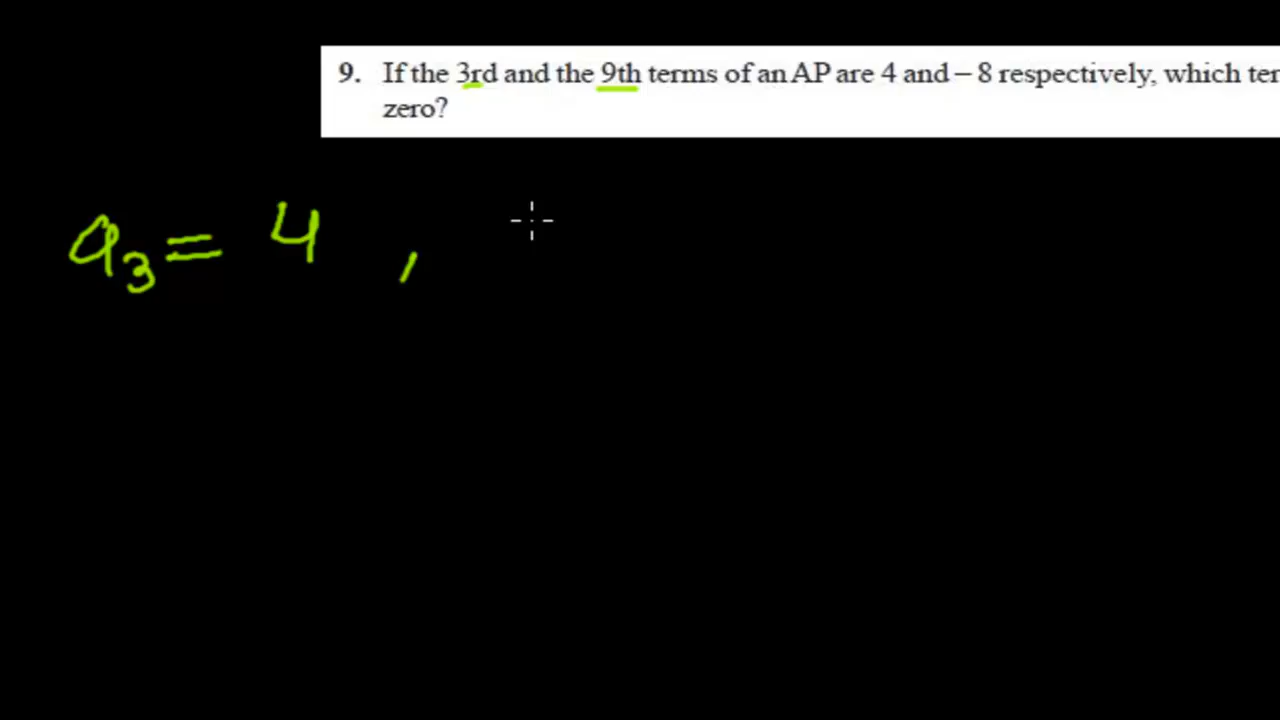 9. If the 3rd and the 9th terms of an AP are 4 and – 8 respectively, which ter
zero?
a₃ = 4 ,